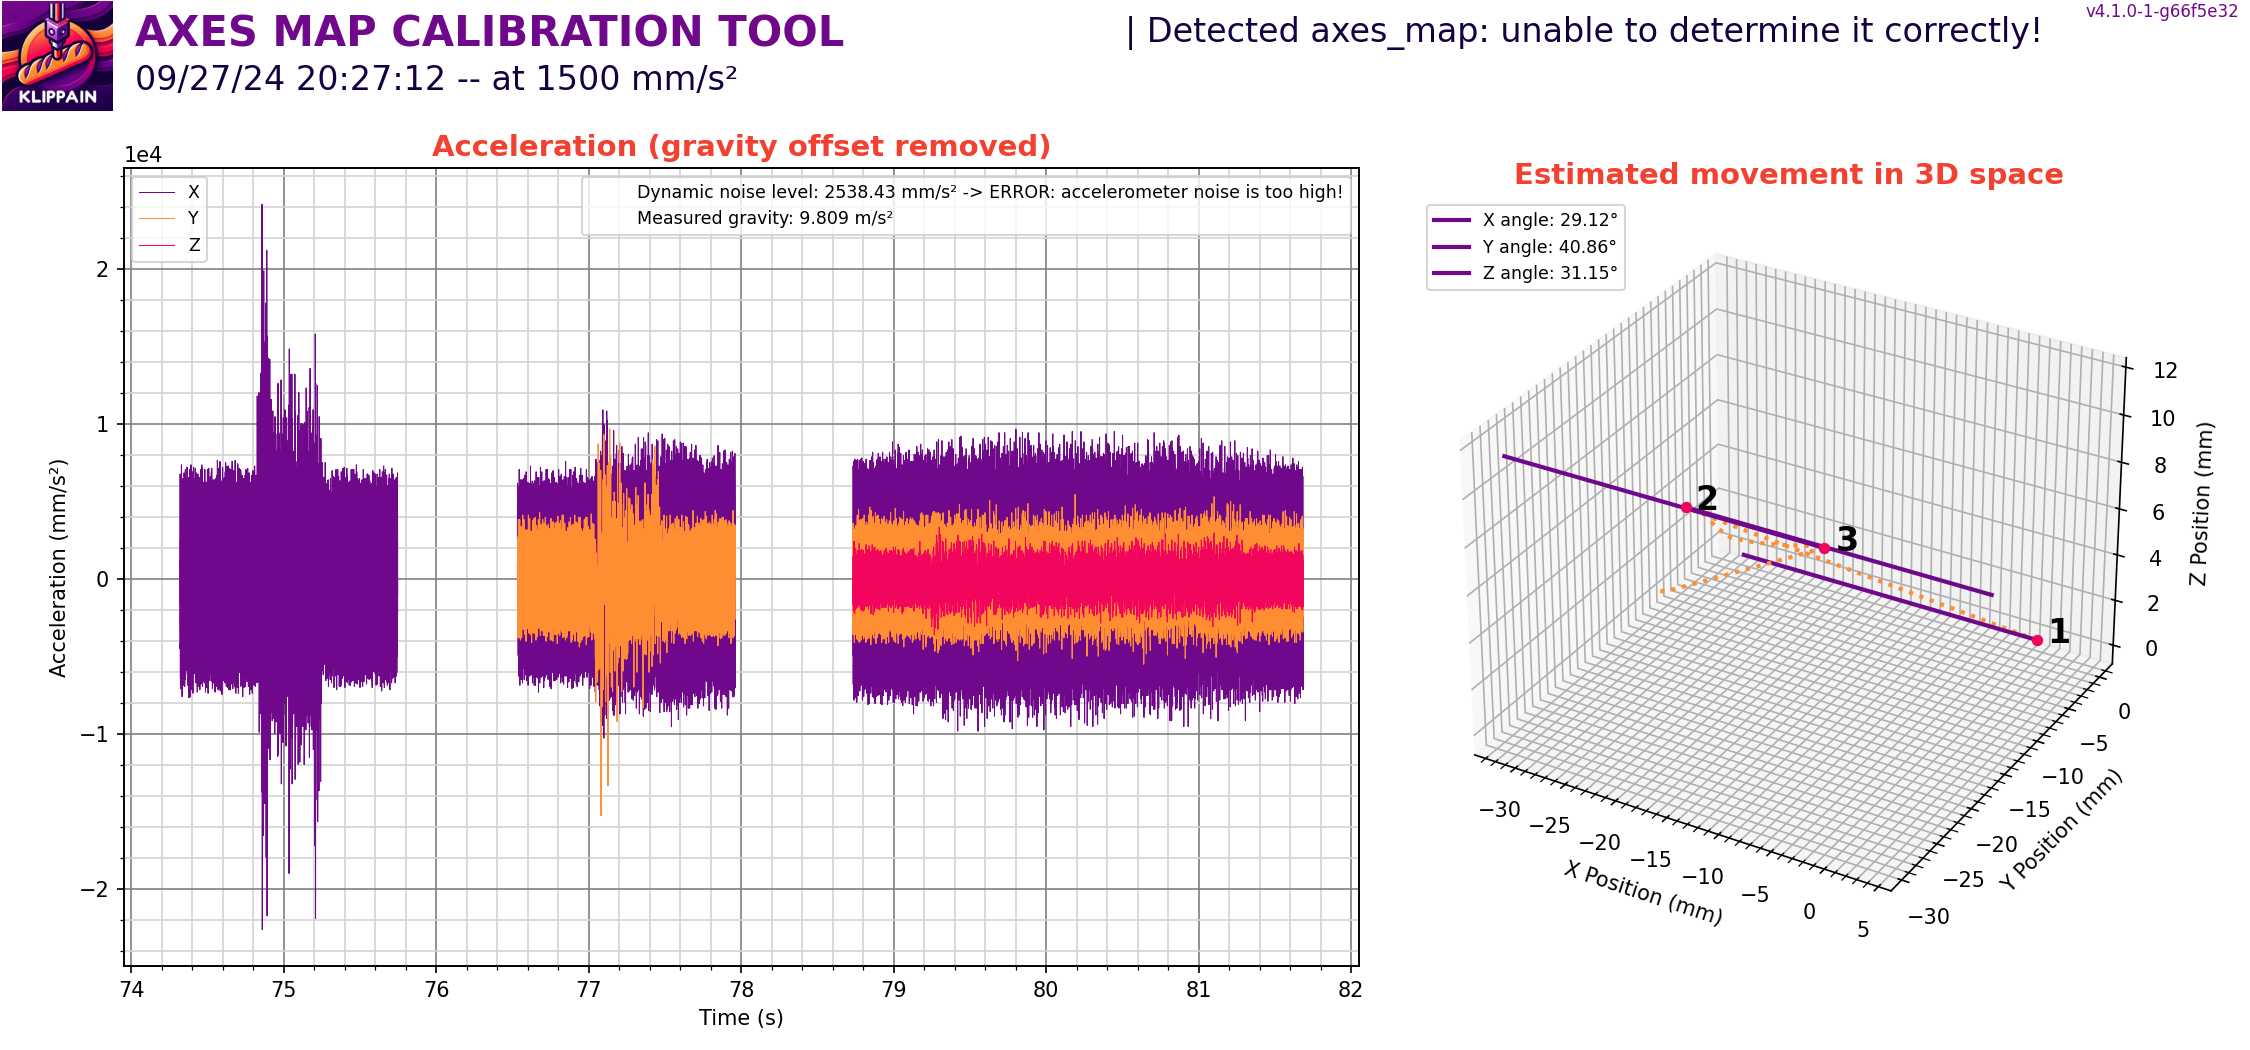 KLIPPAIN
AXES MAP CALIBRATION TOOL
| Detected axes_map: unable to determine it correctly!
v4.1.0-1-g66f5e32
09/27/24 20:27:12 -- at 1500 mm/s²
Acceleration (gravity offset removed)
1e4
X
Y
Z
Dynamic noise level: 2538.43 mm/s² -> ERROR: accelerometer noise is too high!
Measured gravity: 9.809 m/s²
Acceleration (mm/s²)
2
1
0
−1
−2
74 75 76 77 78 79 80 81 82
Time (s)
Estimated movement in 3D space
X angle: 29.12°
Y angle: 40.86°
Z angle: 31.15°
2
3
1
12
10
8
6
4
2
0
Z Position (mm)
0
−5
−10
−15
−20
−25
−30
Y Position (mm)
−30
−25
−20
−15
−10
−5
0
5
X Position (mm)